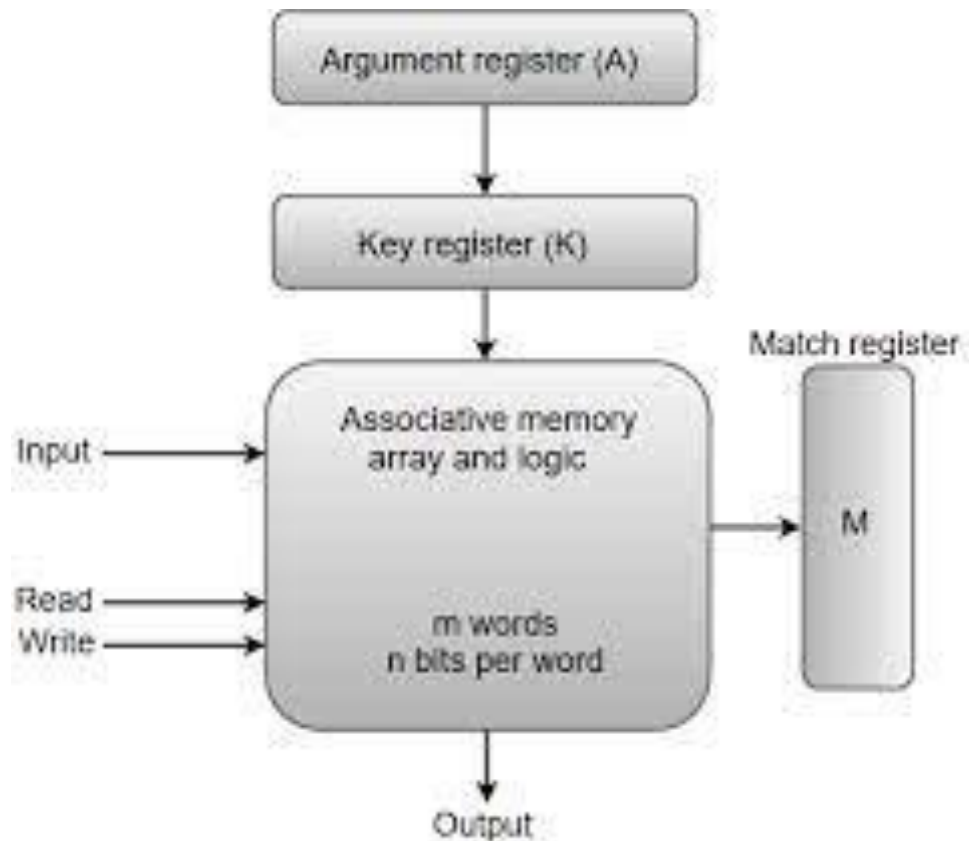 Argument register (A)
Key register (K)
Match register
Associative memory
array and logic
Input
M
Read
Write
m words
n bits per word
Output